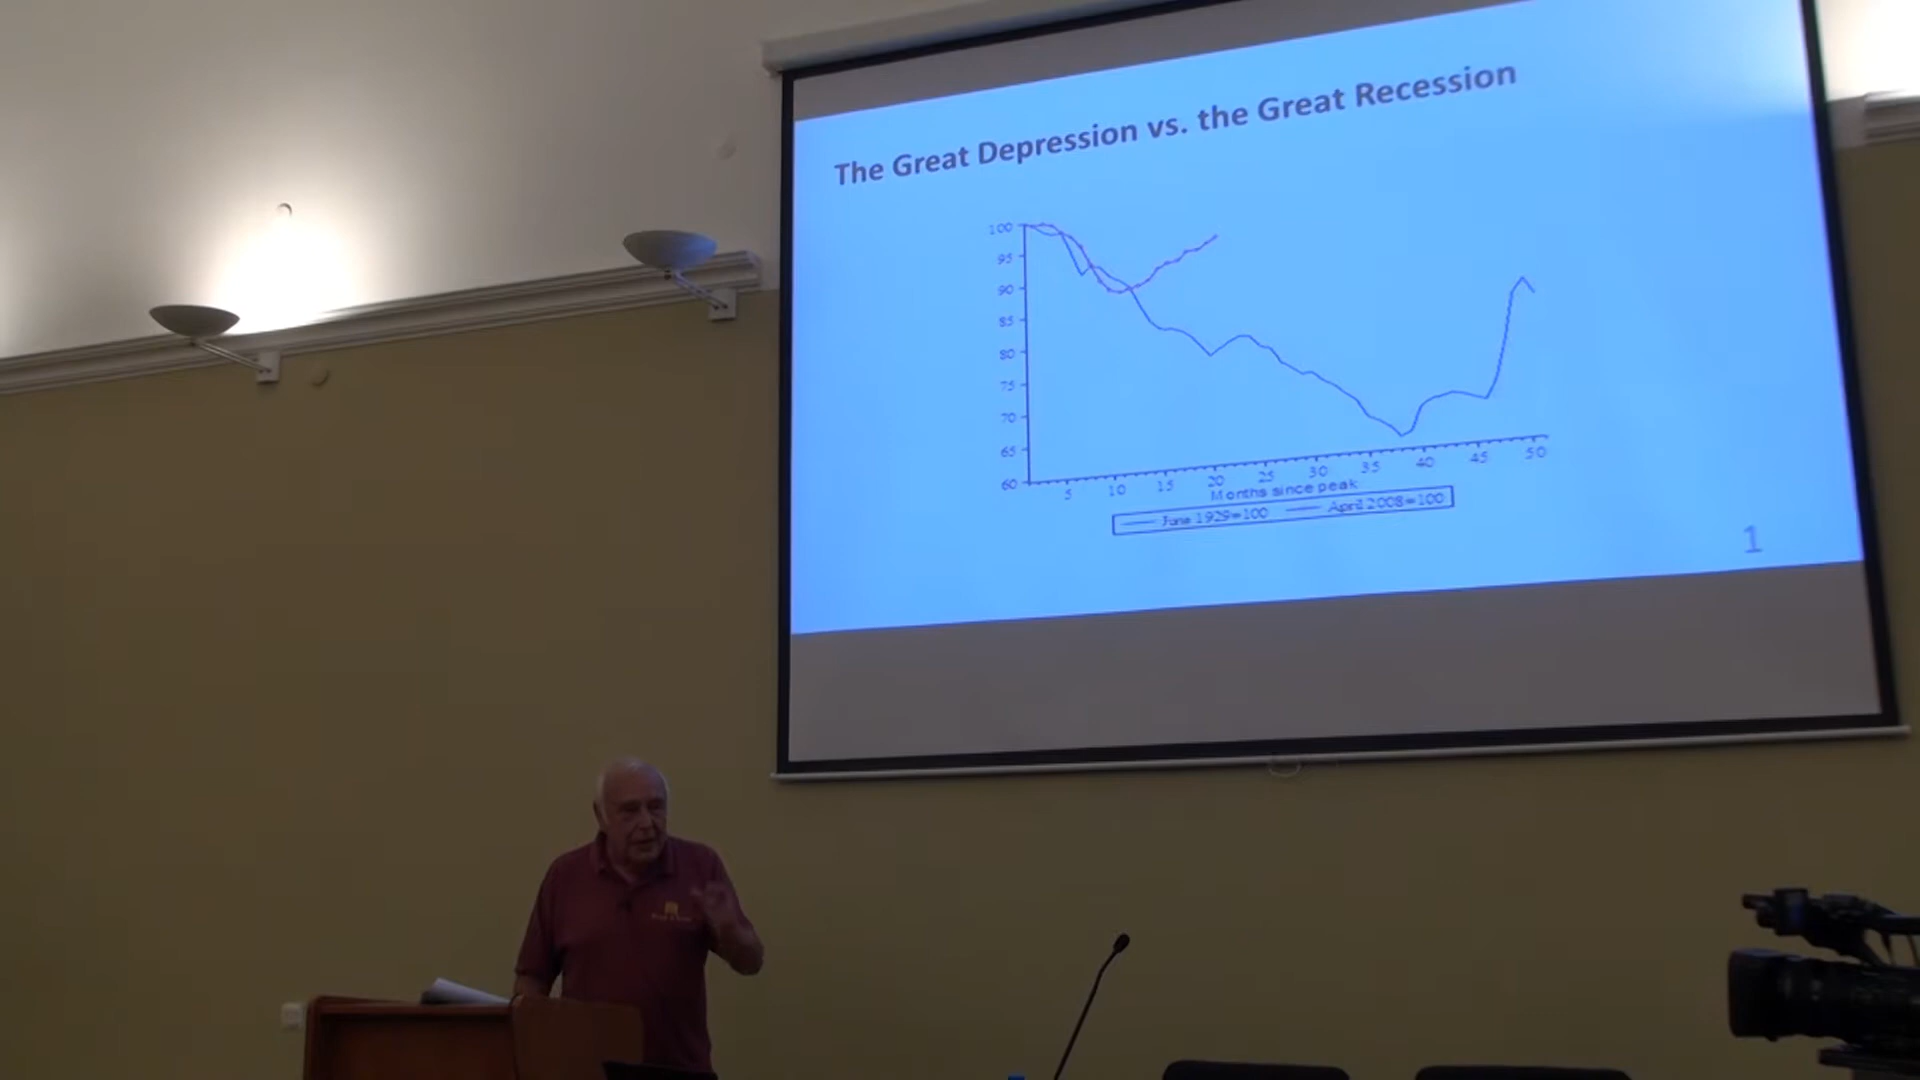 The Great Depression vs. the Great Recession
100
95
90
85
80
75
70
65
60
5 10 15 20 25 30 35 40 45 50
Months since peak
June 1929=100 April 2008=100
1